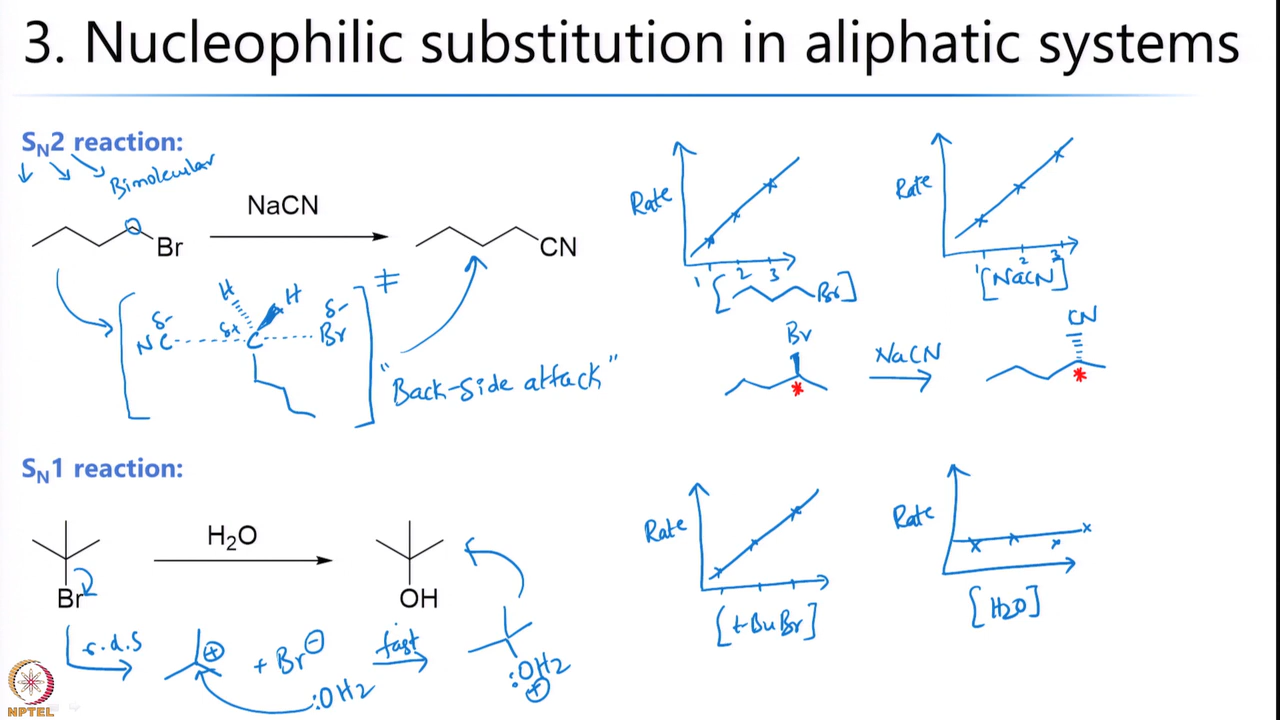 3. Nucleophilic substitution in aliphatic systems
SN2 reaction:
Bimolecular
NaCN
Br
CN
H
H
δ-
NC
δ+
C
δ-
Br
≠
"Back-Side attack"
Rate
1 2 3
[Br]
Rate
1 2 3
[NaCN]
Br
*
NaCN
CN
*
SN1 reaction:
H2O
Br
OH
r.d.s
⊕
+ Br⊖
:OH2
fast
:OH2
⊕
Rate
[t-BuBr]
Rate
[H2O]
NPTEL